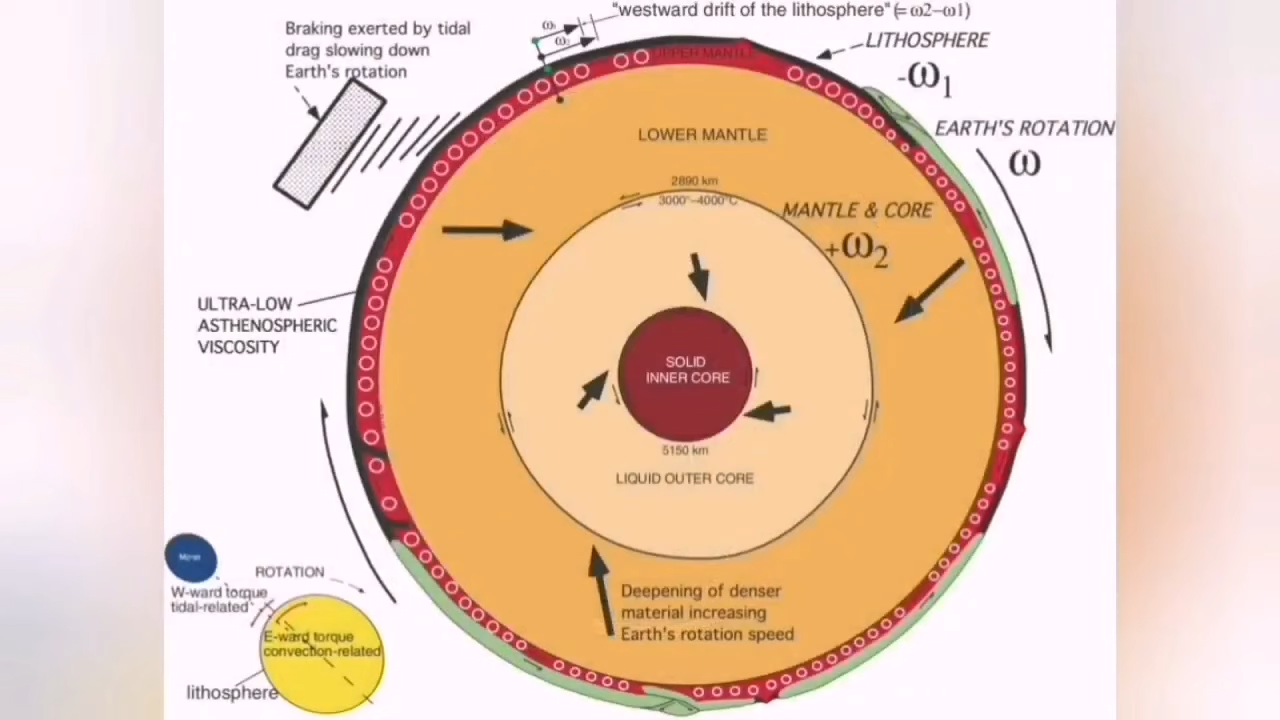 "westward drift of the lithosphere" (= ω2–ω1)
Braking exerted by tidal
drag slowing down
Earth's rotation
ω₁
ω₂
UPPER MANTLE
LITHOSPHERE
-ω₁
EARTH'S ROTATION
ω
LOWER MANTLE
2890 km
3000°–4000°C
MANTLE & CORE
+ω₂
ULTRA-LOW
ASTHENOSPHERIC
VISCOSITY
SOLID
INNER CORE
5150 km
LIQUID OUTER CORE
Moon
ROTATION
W-ward torque
tidal-related
E-ward torque
convection-related
lithosphere
Deepening of denser
material increasing
Earth's rotation speed